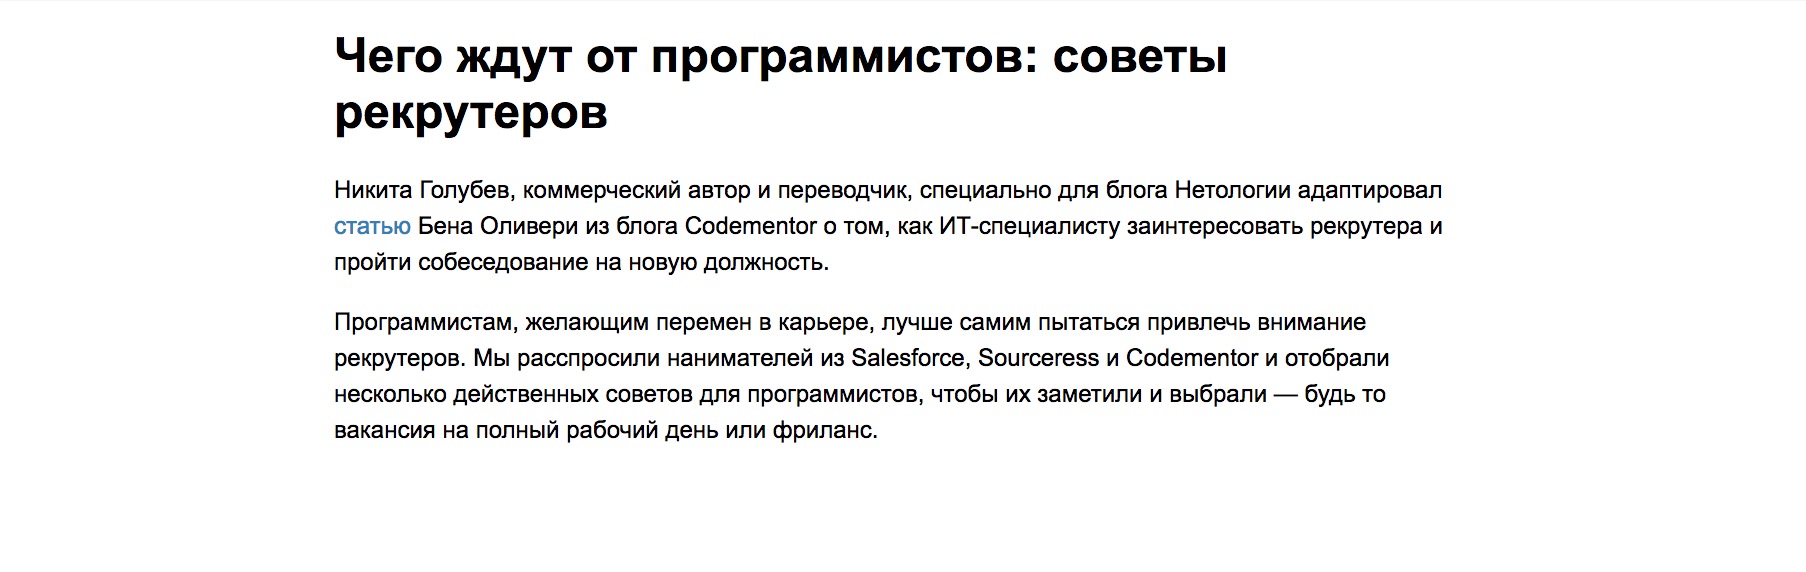 Чего ждут от программистов: советы
рекрутеров
Никита Голубев, коммерческий автор и переводчик, специально для блога Нетологии адаптировал
статью Бена Оливери из блога Codementor о том, как ИТ-специалисту заинтересовать рекрутера и
пройти собеседование на новую должность.
Программистам, желающим перемен в карьере, лучше самим пытаться привлечь внимание
рекрутеров. Мы расспросили нанимателей из Salesforce, Sourceress и Codementor и отобрали
несколько действенных советов для программистов, чтобы их заметили и выбрали — будь то
вакансия на полный рабочий день или фриланс.